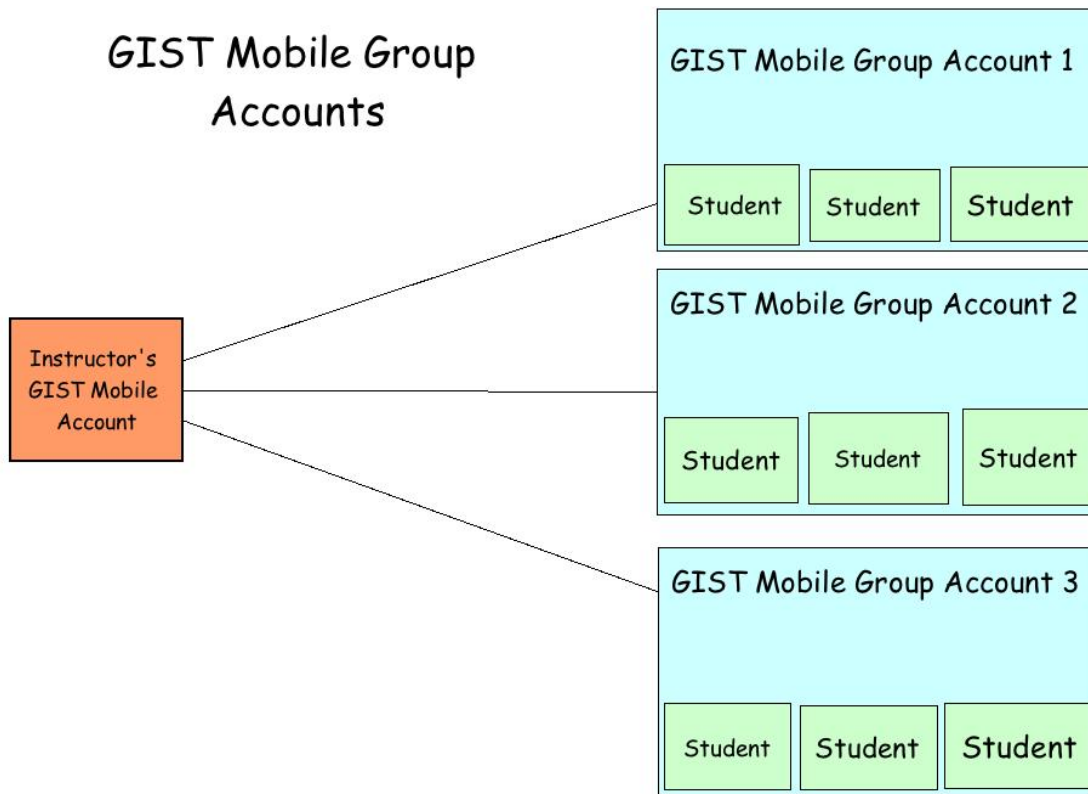 GIST Mobile Group
Accounts
GIST Mobile Group Account 1
Student Student Student
Instructor's
GIST Mobile
Account
GIST Mobile Group Account 2
Student Student Student
GIST Mobile Group Account 3
Student Student Student